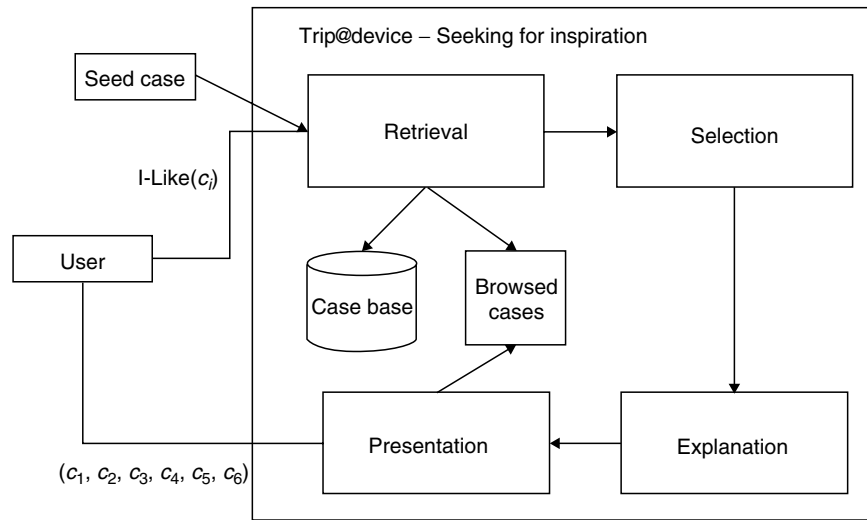 Trip@device – Seeking for inspiration
Seed case
Retrieval
Selection
I-Like(cᵢ)
User
Case base
Browsed
cases
Presentation
Explanation
(c₁, c₂, c₃, c₄, c₅, c₆)